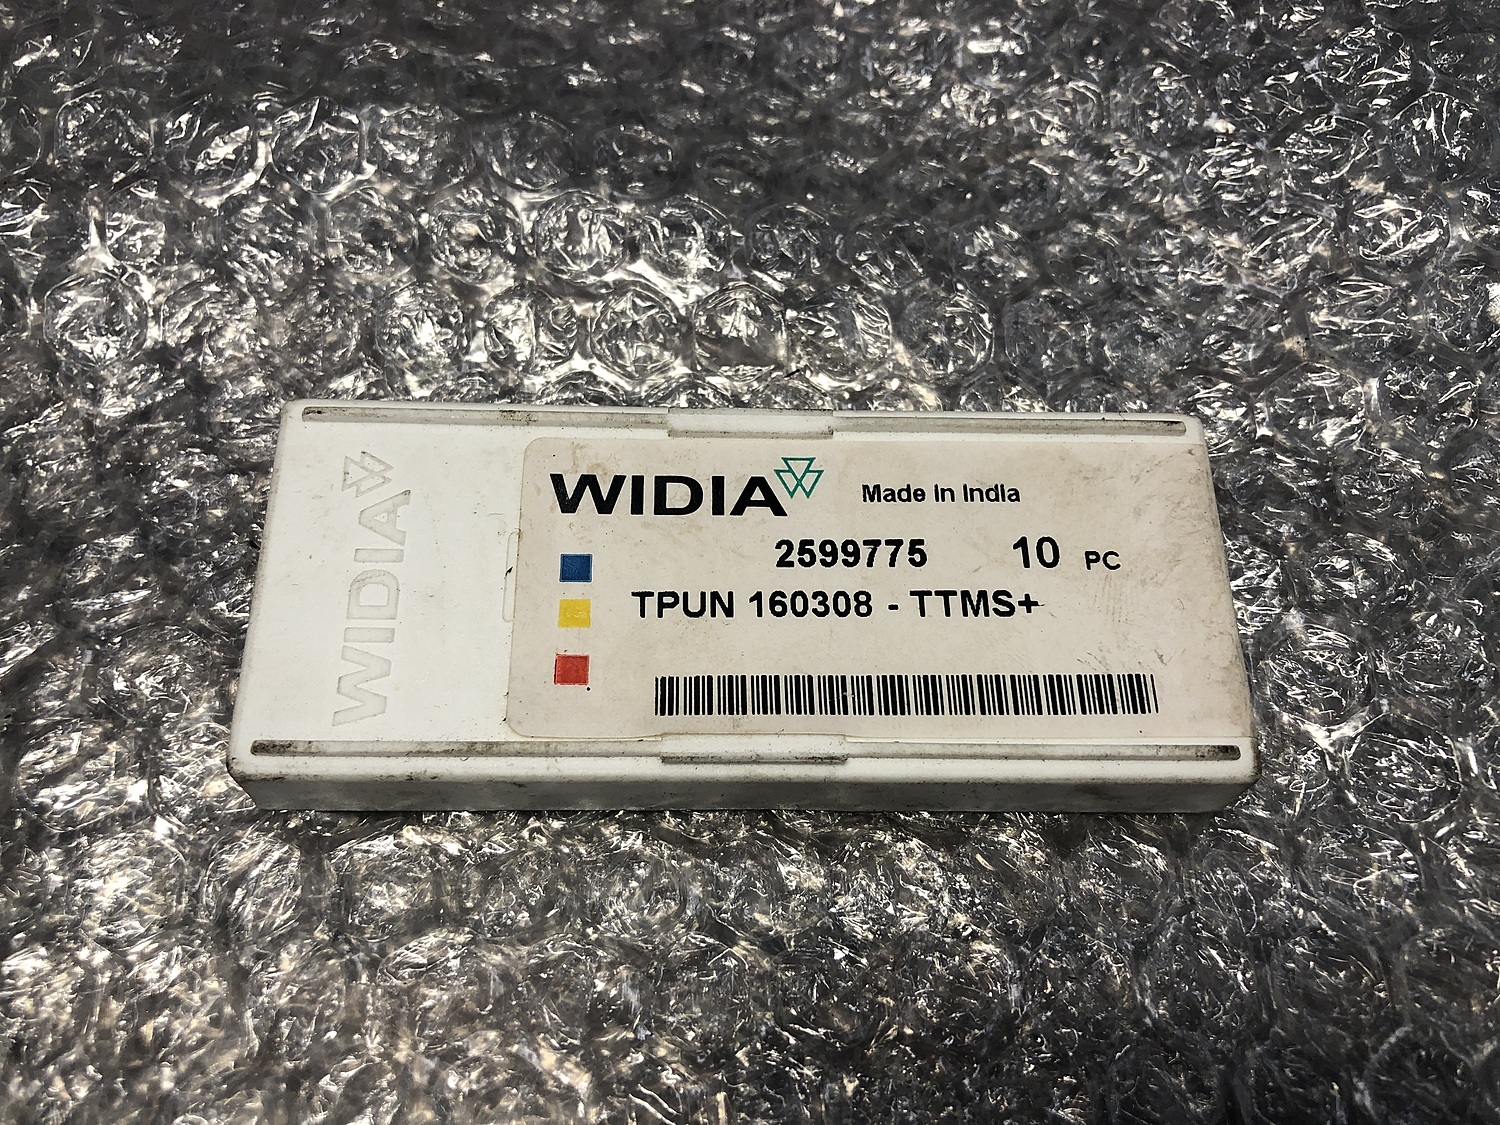 WIDIA
WIDIA Made in India
2599775 10 PC
TPUN 160308 - TTMS+